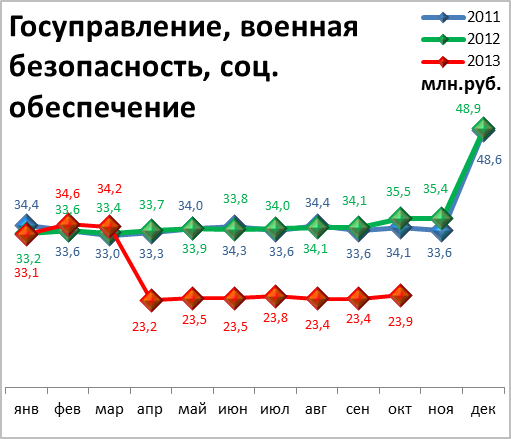 Госуправление, военная
безопасность, соц.
обеспечение
2011
2012
2013
млн.руб.
48,9
48,6
34,4 34,6 34,2 33,7 34,0 33,8 34,0 34,4 34,1 35,5 35,4
33,6 33,4
33,2 33,6 33,0 33,3 33,9 34,3 33,6 34,1 33,6 34,1 33,6
33,1
23,2 23,5 23,5 23,8 23,4 23,4 23,9
янв фев мар апр май июн июл авг сен окт ноя дек